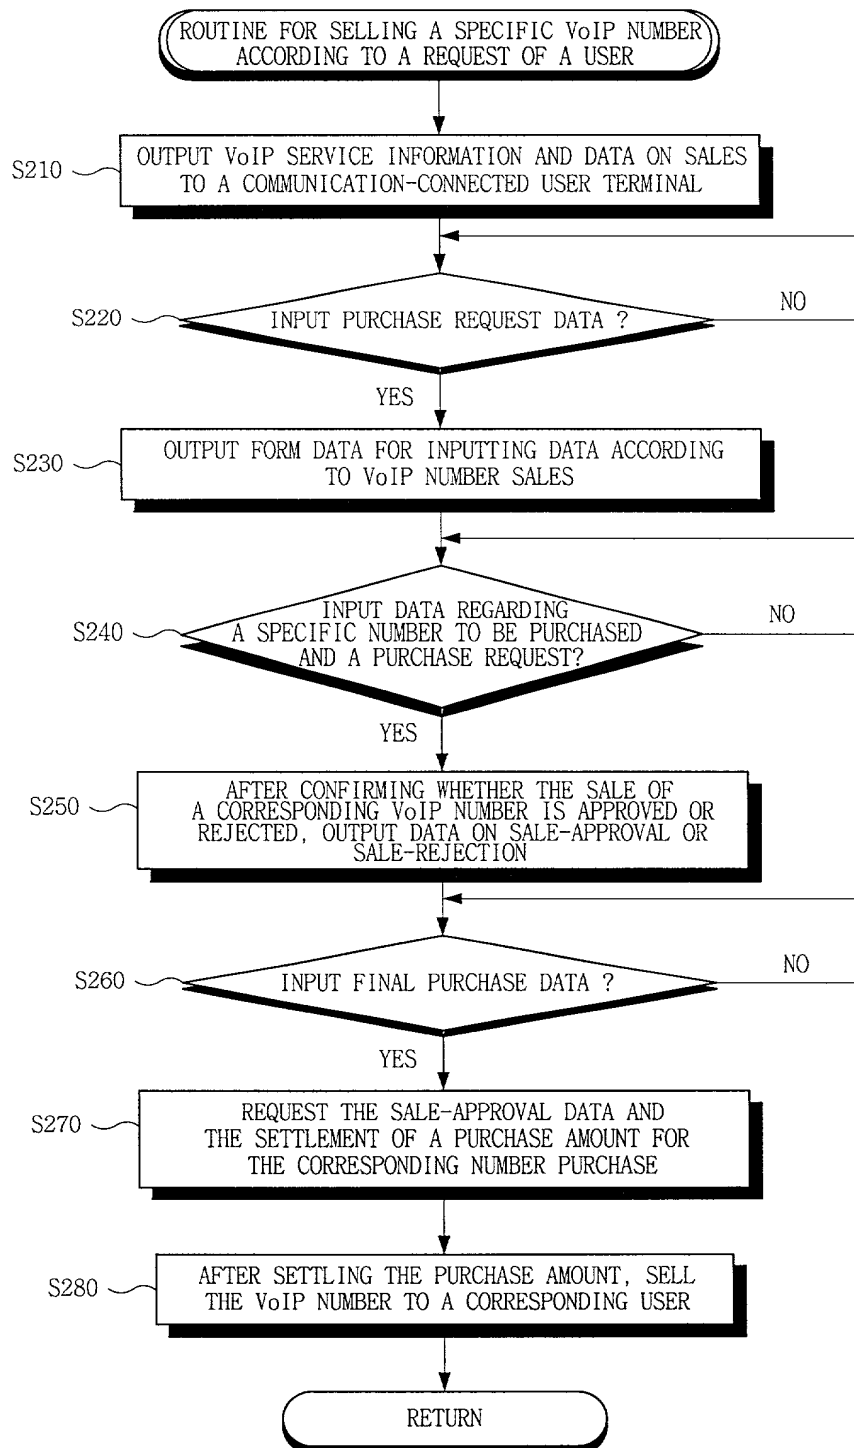 ROUTINE FOR SELLING A SPECIFIC VoIP NUMBER
ACCORDING TO A REQUEST OF A USER
S210
OUTPUT VoIP SERVICE INFORMATION AND DATA ON SALES
TO A COMMUNICATION-CONNECTED USER TERMINAL
S220
INPUT PURCHASE REQUEST DATA ?
NO
YES
S230
OUTPUT FORM DATA FOR INPUTTING DATA ACCORDING
TO VoIP NUMBER SALES
S240
INPUT DATA REGARDING
A SPECIFIC NUMBER TO BE PURCHASED
AND A PURCHASE REQUEST?
NO
YES
S250
AFTER CONFIRMING WHETHER THE SALE OF
A CORRESPONDING VoIP NUMBER IS APPROVED OR
REJECTED, OUTPUT DATA ON SALE-APPROVAL OR
SALE-REJECTION
S260
INPUT FINAL PURCHASE DATA ?
NO
YES
S270
REQUEST THE SALE-APPROVAL DATA AND
THE SETTLEMENT OF A PURCHASE AMOUNT FOR
THE CORRESPONDING NUMBER PURCHASE
S280
AFTER SETTLING THE PURCHASE AMOUNT, SELL
THE VoIP NUMBER TO A CORRESPONDING USER
RETURN